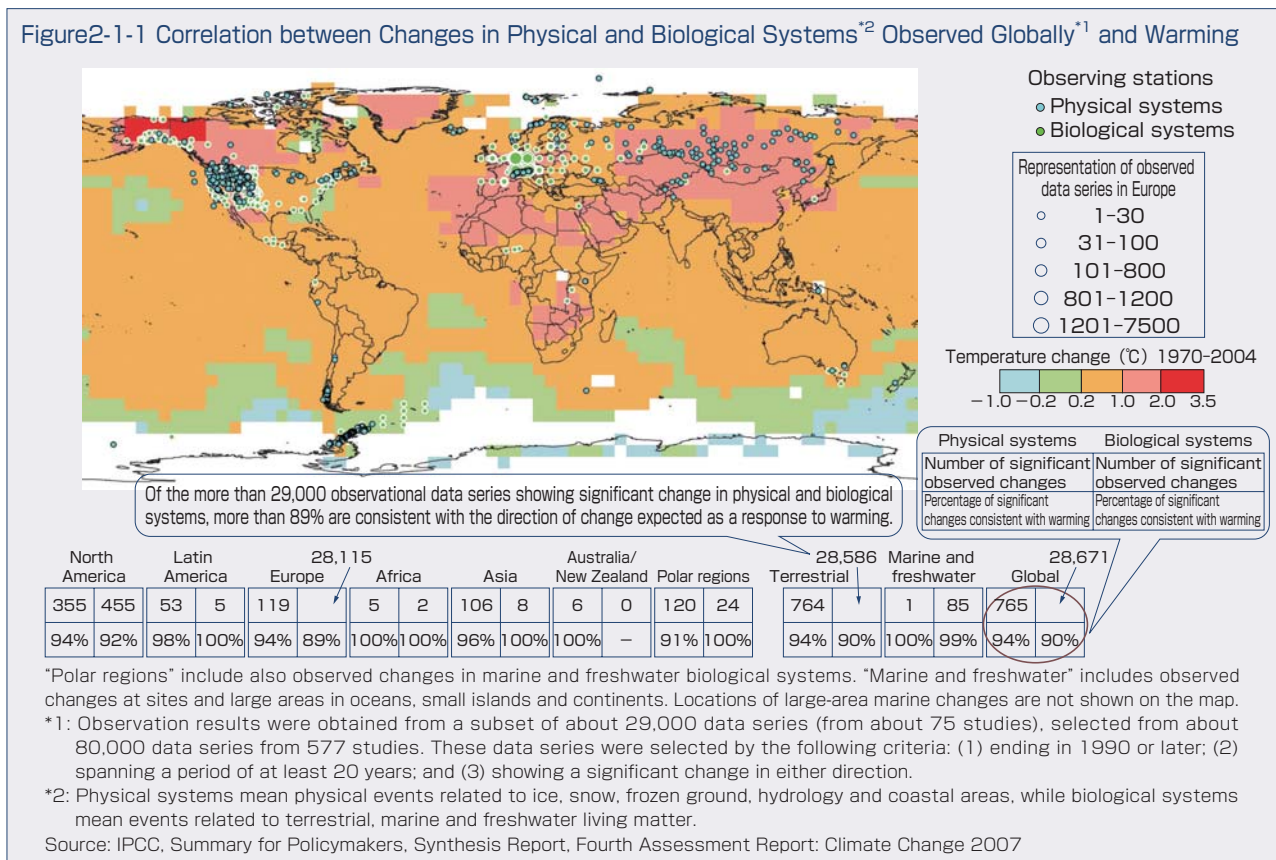 Figure2-1-1 Correlation between Changes in Physical and Biological Systems*2 Observed Globally*1 and Warming
Observing stations
Physical systems
Biological systems
Representation of observed
data series in Europe
1-30
31-100
101-800
801-1200
1201-7500
Temperature change (℃) 1970-2004
-1.0 -0.2 0.2 1.0 2.0 3.5
Physical systems Biological systems
Number of significant observed changes Number of significant observed changes
Percentage of significant changes consistent with warming Percentage of significant changes consistent with warming
Of the more than 29,000 observational data series showing significant change in physical and biological
systems, more than 89% are consistent with the direction of change expected as a response to warming.
North America Latin America Europe 28,115 Africa Asia Australia/ New Zealand Polar regions Terrestrial 28,586 Marine and freshwater Global 28,671
355 455 53 5 119 5 2 106 8 6 0 120 24 764 1 85 765
94% 92% 98% 100% 94% 89% 100% 100% 96% 100% 100% - 91% 100% 94% 90% 100% 99% 94% 90%
“Polar regions” include also observed changes in marine and freshwater biological systems. “Marine and freshwater” includes observed
changes at sites and large areas in oceans, small islands and continents. Locations of large-area marine changes are not shown on the map.
*1: Observation results were obtained from a subset of about 29,000 data series (from about 75 studies), selected from about
80,000 data series from 577 studies. These data series were selected by the following criteria: (1) ending in 1990 or later; (2)
spanning a period of at least 20 years; and (3) showing a significant change in either direction.
*2: Physical systems mean physical events related to ice, snow, frozen ground, hydrology and coastal areas, while biological systems
mean events related to terrestrial, marine and freshwater living matter.
Source: IPCC, Summary for Policymakers, Synthesis Report, Fourth Assessment Report: Climate Change 2007